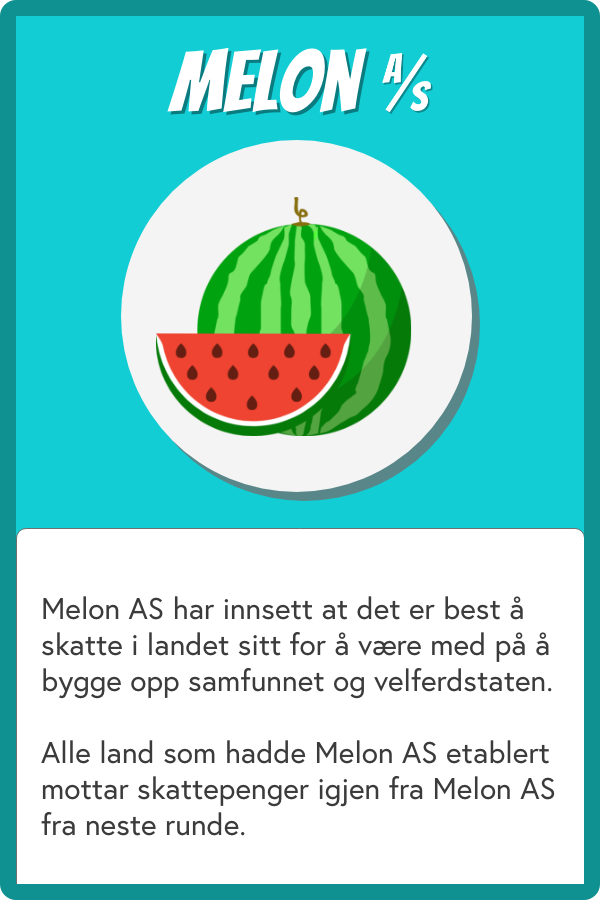 MELON A/S
Melon AS har innsett at det er best å
skatte i landet sitt for å være med på å
bygge opp samfunnet og velferdstaten.
Alle land som hadde Melon AS etablert
mottar skattepenger igjen fra Melon AS
fra neste runde.